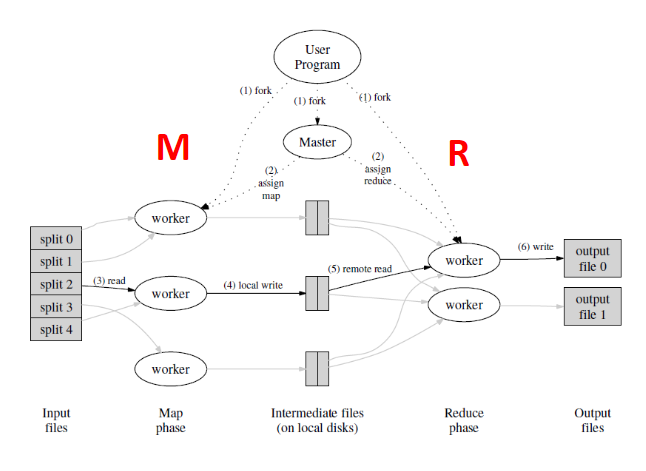 User
Program
(1) fork
(1) fork
(1) fork
M
Master
R
(2)
assign
map
(2)
assign
reduce
worker
split 0
split 1
split 2
split 3
split 4
(3) read
worker
(4) local write
(5) remote read
worker
(6) write
output
file 0
worker
output
file 1
worker
Input
files
Map
phase
Intermediate files
(on local disks)
Reduce
phase
Output
files